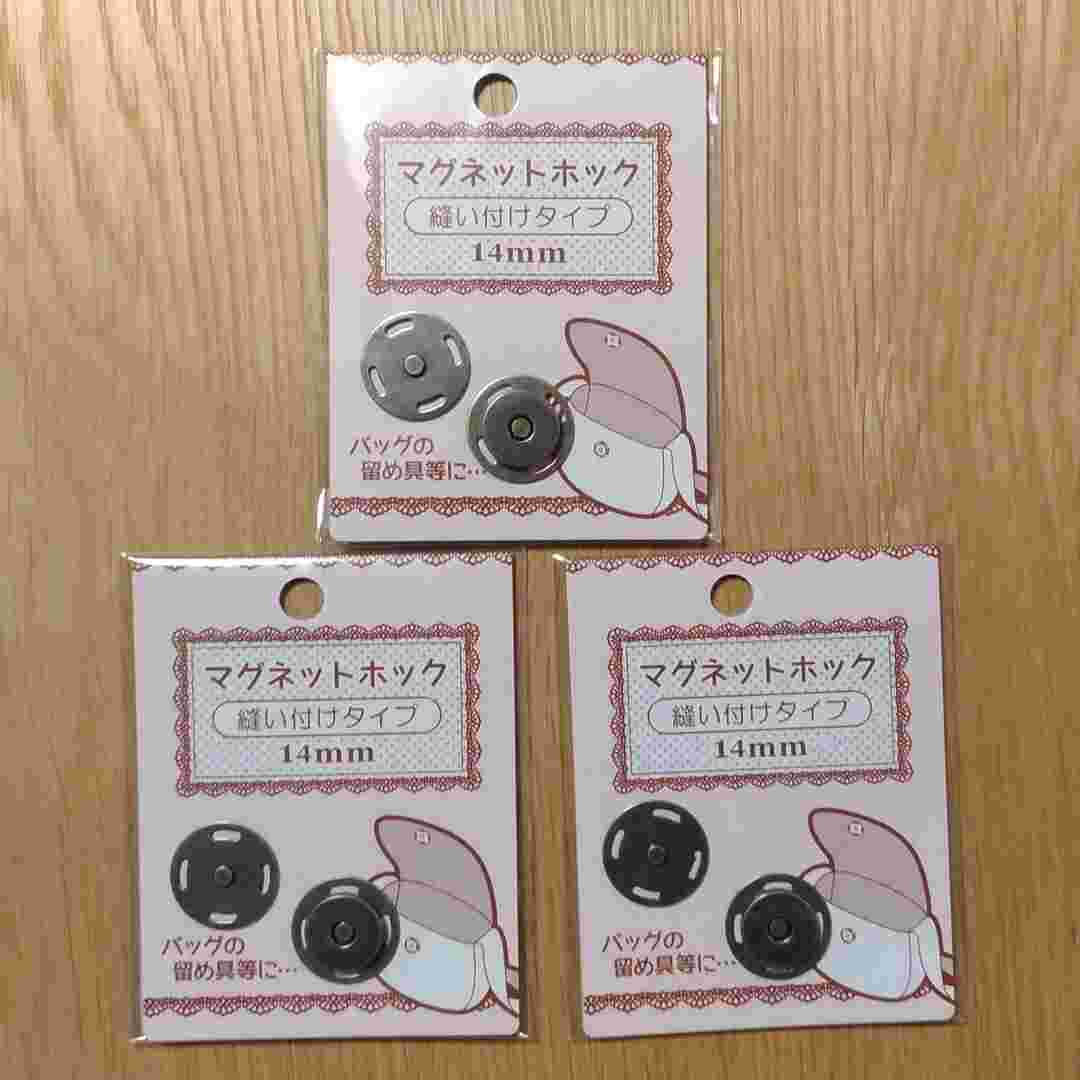 マグネットホック
縫い付けタイプ
14mm
バッグの
留め具等に…
マグネットホック
縫い付けタイプ
14mm
バッグの
留め具等に…
マグネットホック
縫い付けタイプ
14mm
バッグの
留め具等に…